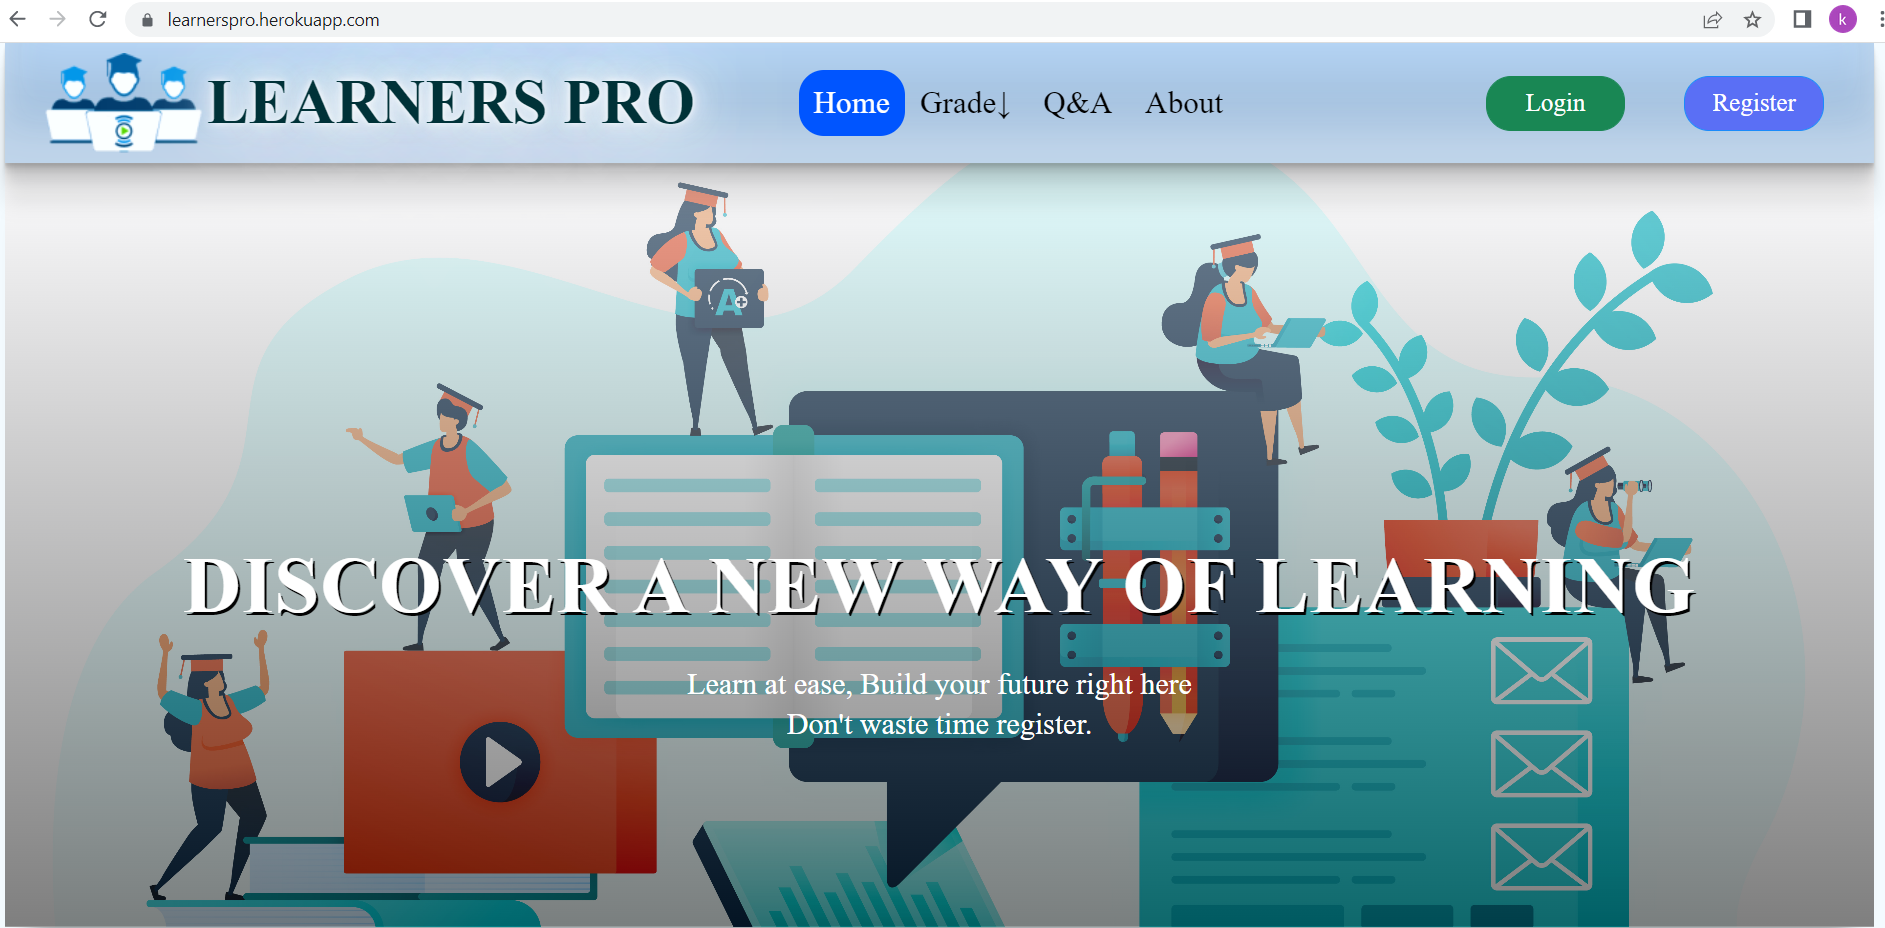 learnerspro.herokuapp.com
k
LEARNERS PRO
Home Grade↓ Q&A About Login Register
A+
DISCOVER A NEW WAY OF LEARNING
Learn at ease, Build your future right here
Don't waste time register.